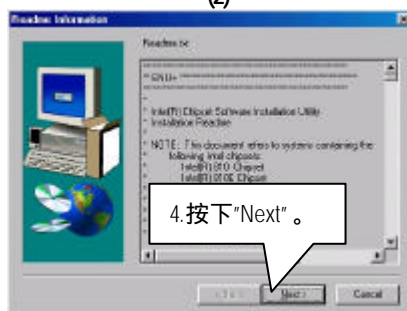 (2)
Readme Information
Readme.txt
* ENU+
* Intel(R) Chipset Software Installation Utility
* Installation Readme
* NOTE: This document refers to systems containing the
* following Intel chipsets:
* Intel(R) 810 Chipset
* Intel(R) 810E Chipset
4.按下"Next"。
Next >
Cancel